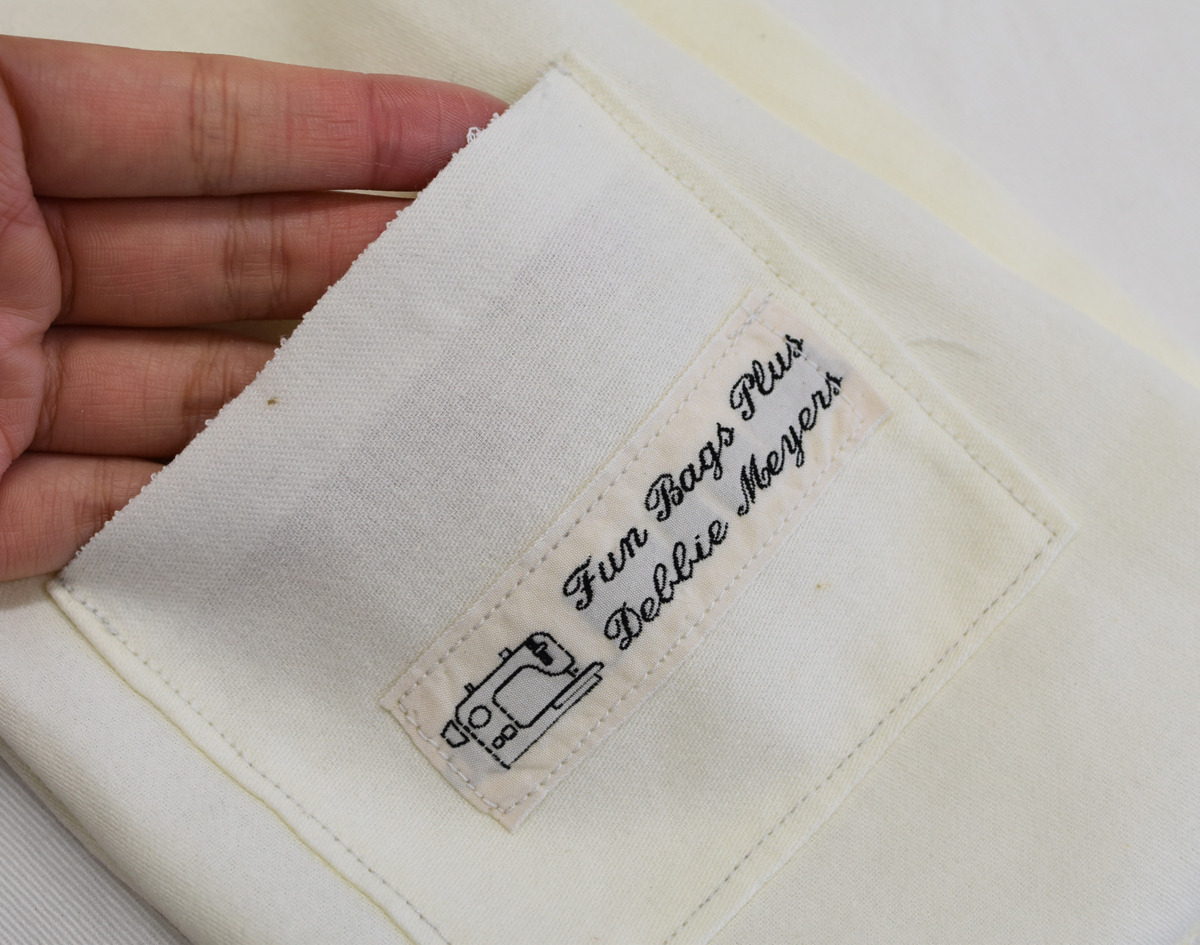 Fun Bags Plus
Debbie Meyers